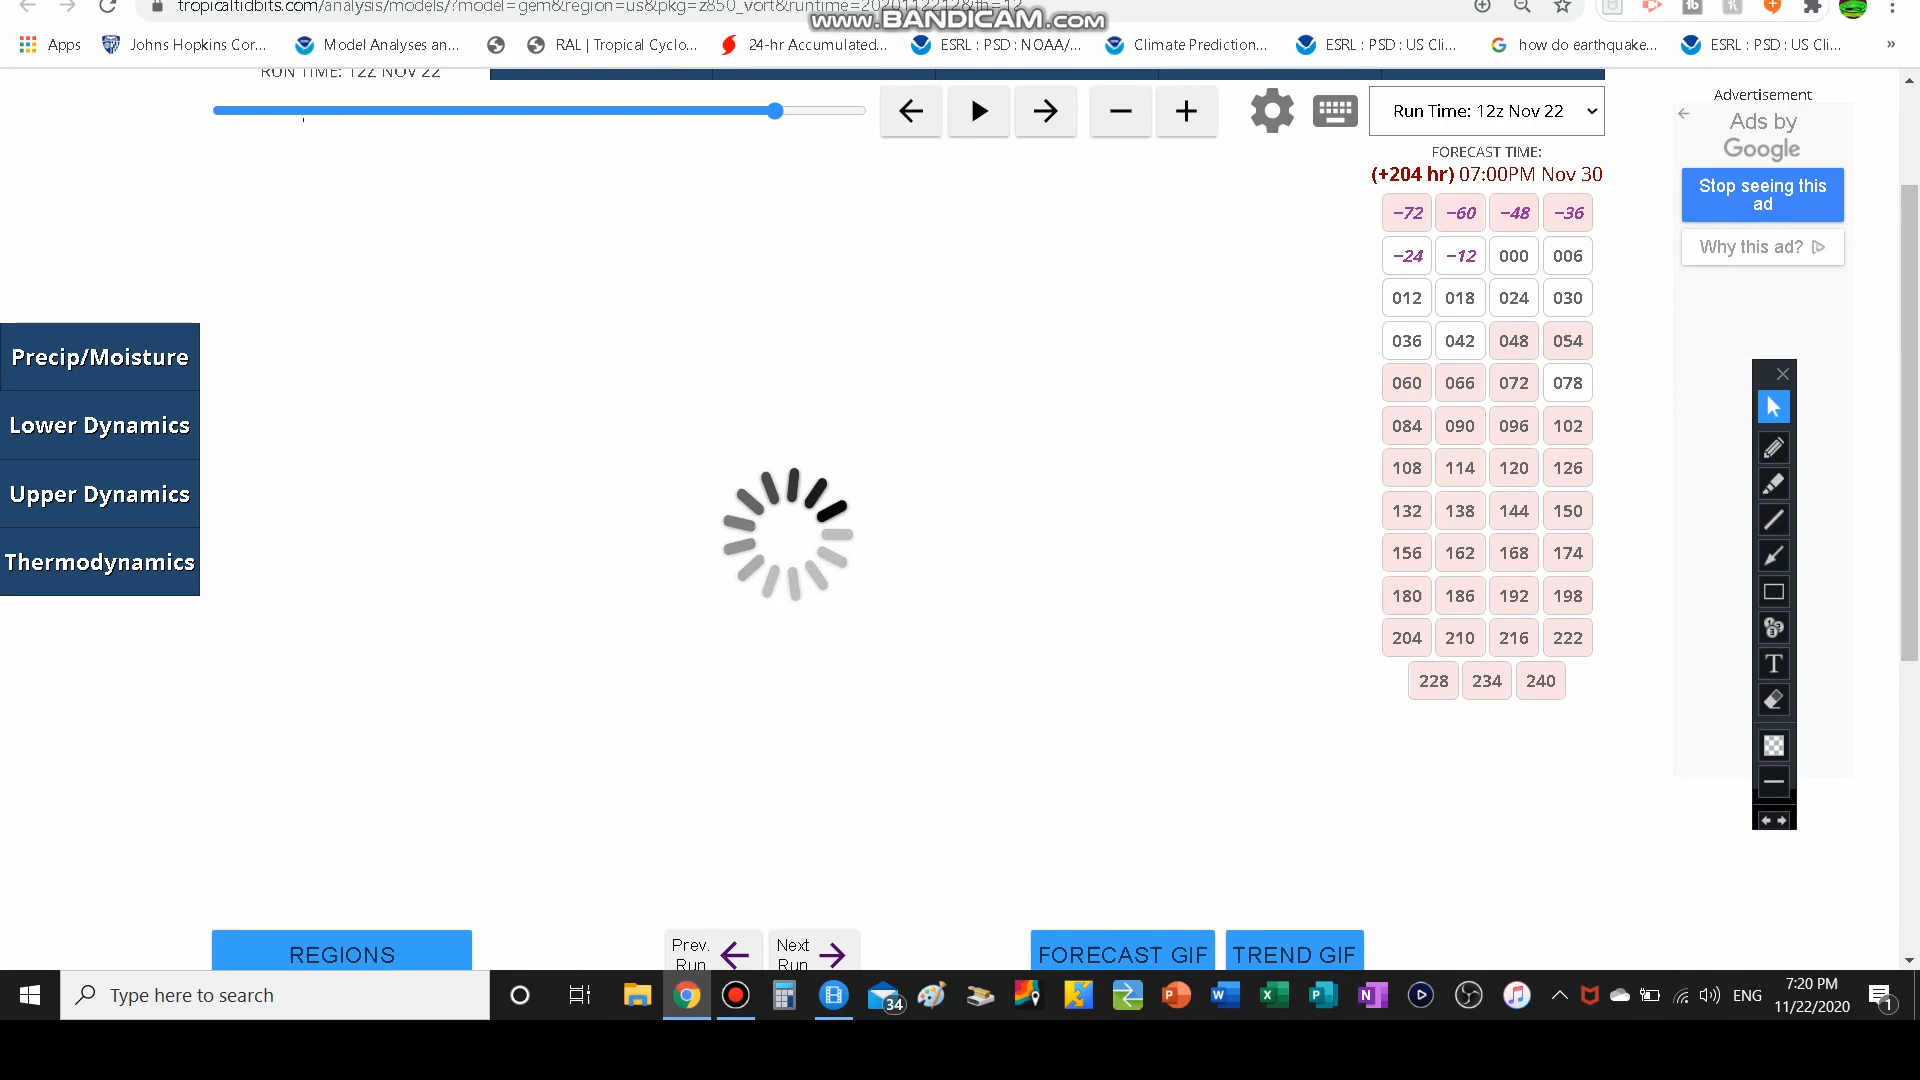 tropicaltidbits.com/analysis/models/?model=gem&region=us&pkg=z850_vort&runtime=2020112212&fh=12
www.BANDICAM.com
Apps
Johns Hopkins Cor...
Model Analyses an...
RAL | Tropical Cyclo...
24-hr Accumulated...
ESRL : PSD : NOAA/...
Climate Prediction...
ESRL : PSD : US Cli...
how do earthquake...
ESRL : PSD : US Cli...
»
RUN TIME: 12Z NOV 22
Run Time: 12z Nov 22
FORECAST TIME:
(+204 hr) 07:00PM Nov 30
−72 −60 −48 −36
−24 −12 000 006
012 018 024 030
036 042 048 054
060 066 072 078
084 090 096 102
108 114 120 126
132 138 144 150
156 162 168 174
180 186 192 198
204 210 216 222
228 234 240
Advertisement
Ads by
Google
Stop seeing this
ad
Why this ad?
Precip/Moisture
Lower Dynamics
Upper Dynamics
Thermodynamics
REGIONS
Prev.
Run
Next
Run
FORECAST GIF
TREND GIF
Type here to search
34
ENG
7:20 PM
11/22/2020
1